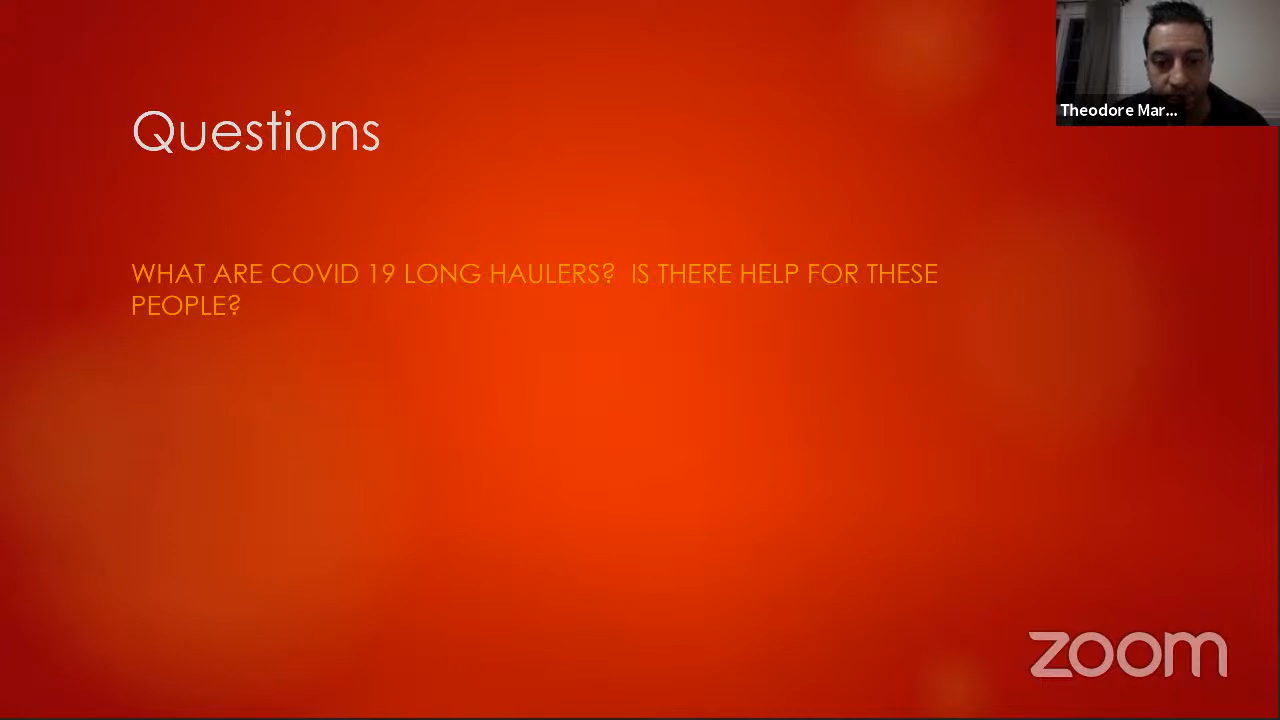 Questions
WHAT ARE COVID 19 LONG HAULERS?  IS THERE HELP FOR THESE
PEOPLE?
Theodore Mar...
zoom